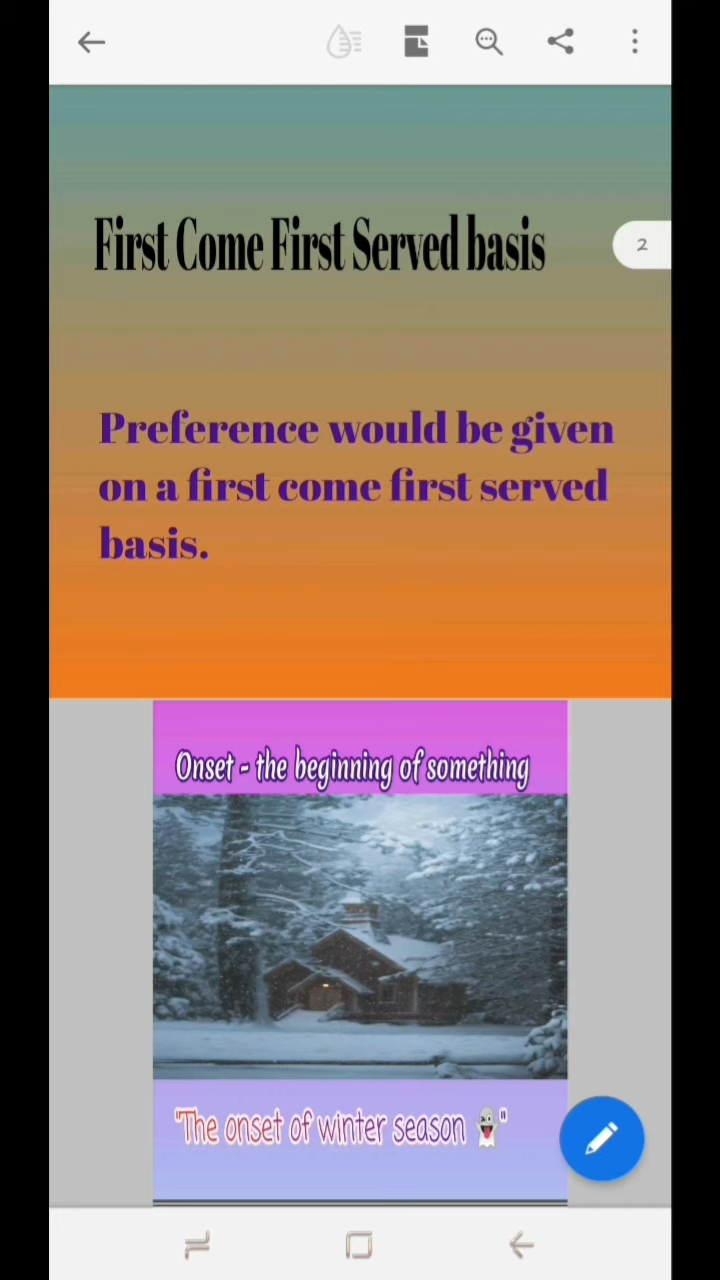 First Come First Served basis
2
Preference would be given
on a first come first served
basis.
Onset - the beginning of something
"The onset of winter season 👻"